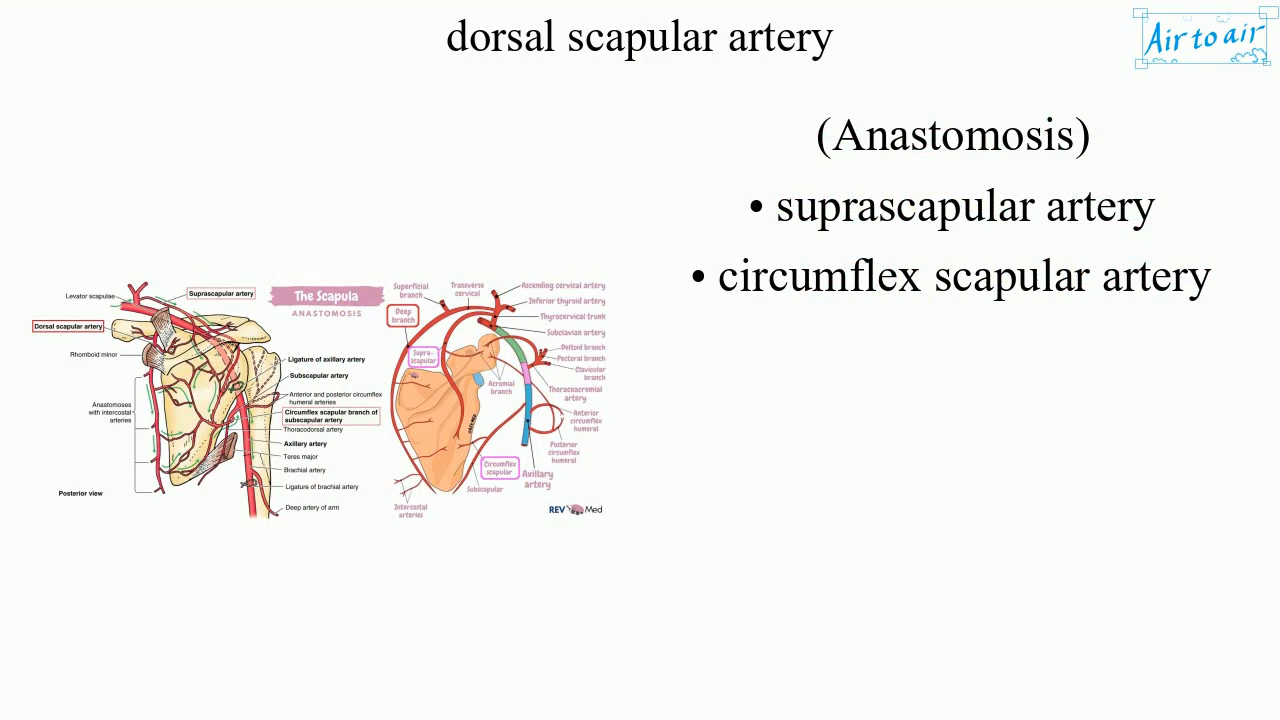 dorsal scapular artery
Air to air
(Anastomosis)
• suprascapular artery
• circumflex scapular artery
Levator scapulae
Suprascapular artery
Dorsal scapular artery
Rhomboid minor
Ligature of axillary artery
Subscapular artery
Anterior and posterior circumflex
humeral arteries
Anastomoses
with intercostal
arteries
Circumflex scapular branch of
subscapular artery
Thoracodorsal artery
Axillary artery
Teres major
Brachial artery
Ligature of brachial artery
Posterior view
Deep artery of arm
The Scapula
ANASTOMOSIS
Superficial
branch
Transverse
cervical
Ascending cervical artery
Inferior thyroid artery
Deep
branch
Thyrocervical trunk
Subclavian artery
Supra-
scapular
Deltoid branch
Pectoral branch
Clavicular
branch
Acromial
branch
Thoracoacromial
artery
Anterior
circumflex
humeral
Posterior
circumflex
humeral
Circumflex
scapular
Axillary
artery
Subscapular
Intercostal
arteries
REV Med